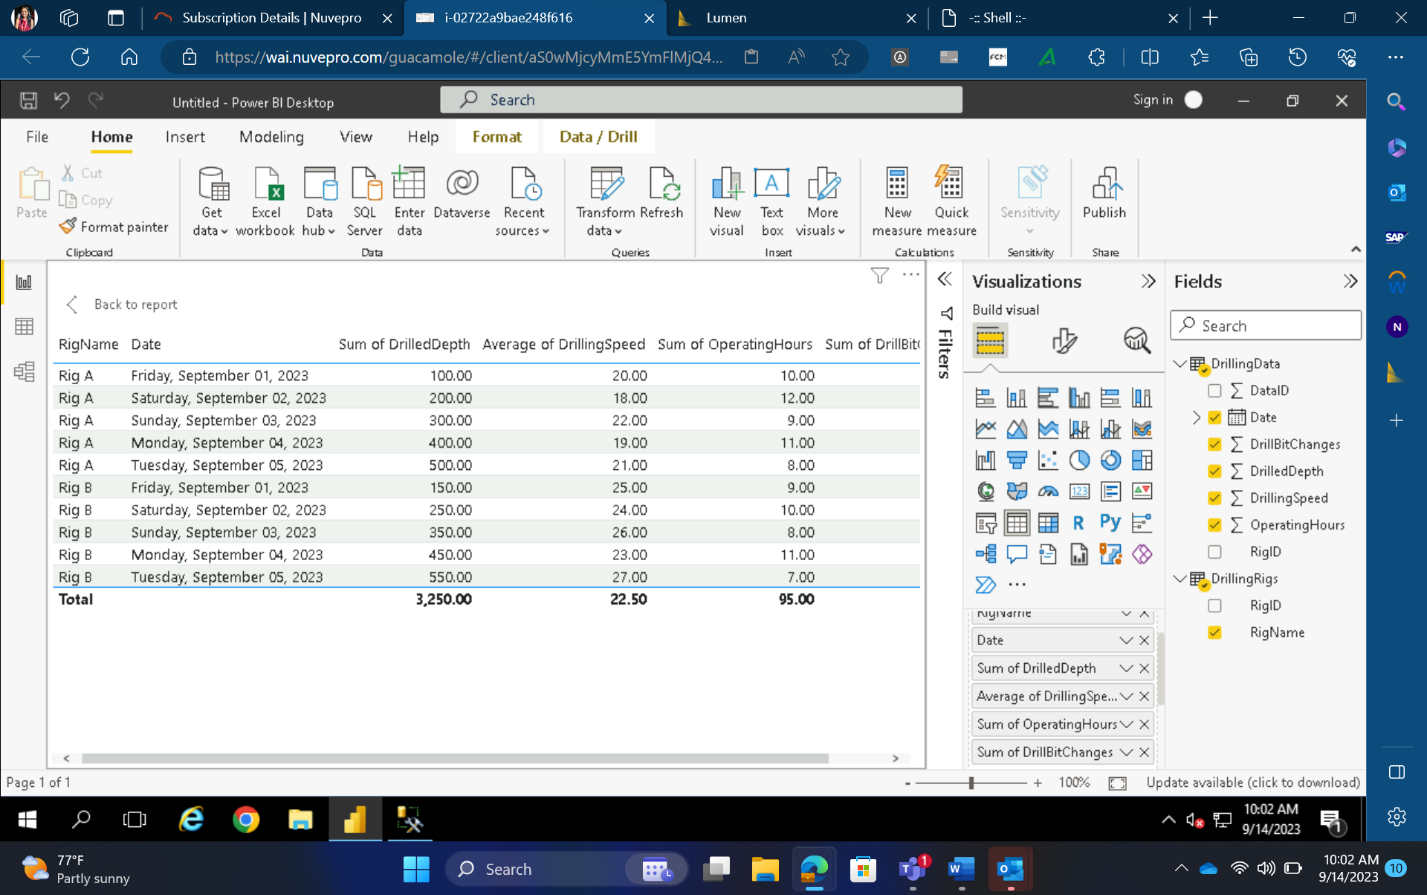 Subscription Details | Nuvepro
i-02722a9bae248f616
Lumen
-:: Shell ::-
https://wai.nuvepro.com/guacamole/#/client/aS0wMjcyMmE5YmFlMjQ4...
FCM
Untitled - Power BI Desktop
Search
Sign in
File Home Insert Modeling View Help Format Data / Drill
Paste
Cut
Copy
Format painter
Get data
Excel workbook
Data hub
SQL Server
Enter data
Dataverse
Recent sources
Transform data
Refresh
New visual
Text box
More visuals
New measure
Quick measure
Sensitivity
Publish
Clipboard Data Queries Insert Calculations Sensitivity Share
Back to report
RigName Date Sum of DrilledDepth Average of DrillingSpeed Sum of OperatingHours Sum of DrillBit
Rig A Friday, September 01, 2023 100.00 20.00 10.00
Rig A Saturday, September 02, 2023 200.00 18.00 12.00
Rig A Sunday, September 03, 2023 300.00 22.00 9.00
Rig A Monday, September 04, 2023 400.00 19.00 11.00
Rig A Tuesday, September 05, 2023 500.00 21.00 8.00
Rig B Friday, September 01, 2023 150.00 25.00 9.00
Rig B Saturday, September 02, 2023 250.00 24.00 10.00
Rig B Sunday, September 03, 2023 350.00 26.00 8.00
Rig B Monday, September 04, 2023 450.00 23.00 11.00
Rig B Tuesday, September 05, 2023 550.00 27.00 7.00
Total 3,250.00 22.50 95.00
Filters
Visualizations
Build visual
123
R Py
RigName
Date
Sum of DrilledDepth
Average of DrillingSpe...
Sum of OperatingHours
Sum of DrillBitChanges
Fields
Search
DrillingData
DataID
Date
DrillBitChanges
DrilledDepth
DrillingSpeed
OperatingHours
RigID
DrillingRigs
RigID
RigName
SAP
N
Page 1 of 1
- + 100%
Update available (click to download)
10:02 AM
9/14/2023
1
77°F
Partly sunny
Search
1
10:02 AM
9/14/2023
10